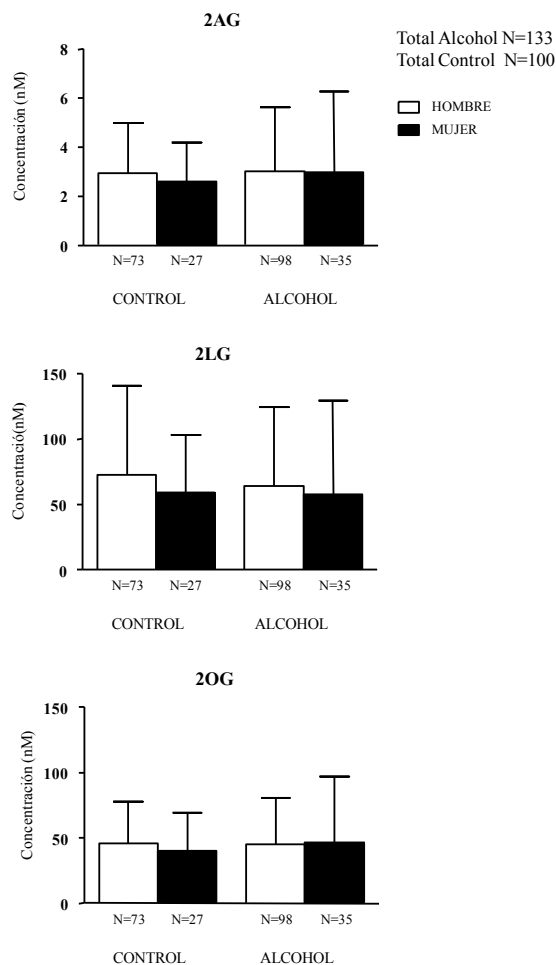 2AG
Total Alcohol N=133
Total Control N=100
HOMBRE
MUJER
Concentración (nM)
8
6
4
2
0
N=73 N=27 N=98 N=35
CONTROL ALCOHOL
2LG
Concentració(nM)
150
100
50
0
N=73 N=27 N=98 N=35
CONTROL ALCOHOL
2OG
Concentración (nM)
150
100
50
0
N=73 N=27 N=98 N=35
CONTROL ALCOHOL